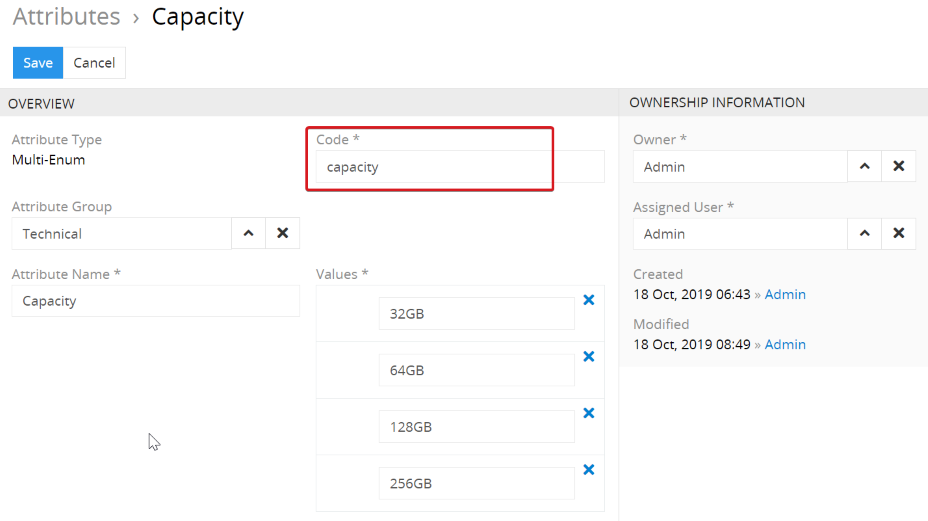 Attributes › Capacity
Save Cancel
OVERVIEW
Attribute Type
Multi-Enum
Code *
capacity
Attribute Group
Technical
Attribute Name *
Capacity
Values *
32GB
64GB
128GB
256GB
OWNERSHIP INFORMATION
Owner *
Admin
Assigned User *
Admin
Created
18 Oct, 2019 06:43 » Admin
Modified
18 Oct, 2019 08:49 » Admin